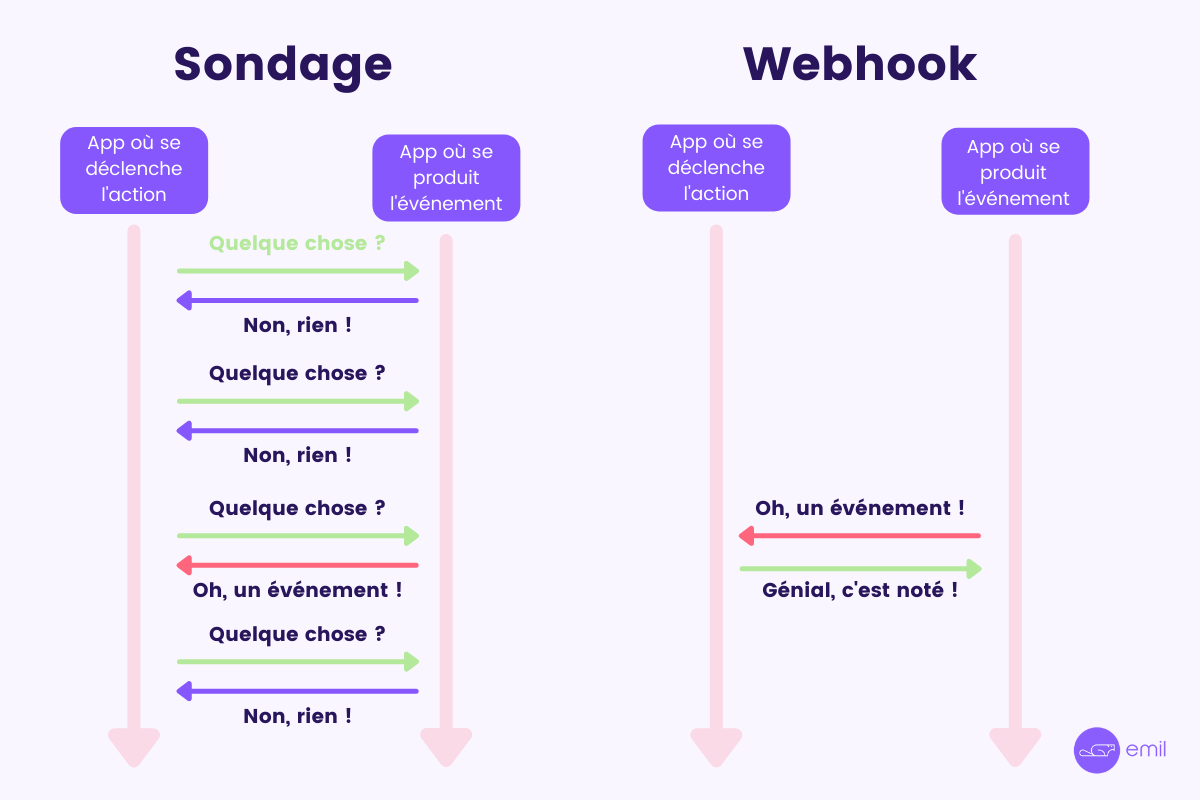 Sondage
App où se
déclenche
l'action
App où se
produit
l'événement
Quelque chose ?
Non, rien !
Quelque chose ?
Non, rien !
Quelque chose ?
Oh, un événement !
Quelque chose ?
Non, rien !
Webhook
App où se
déclenche
l'action
App où se
produit
l'événement
Oh, un événement !
Génial, c'est noté !
emil